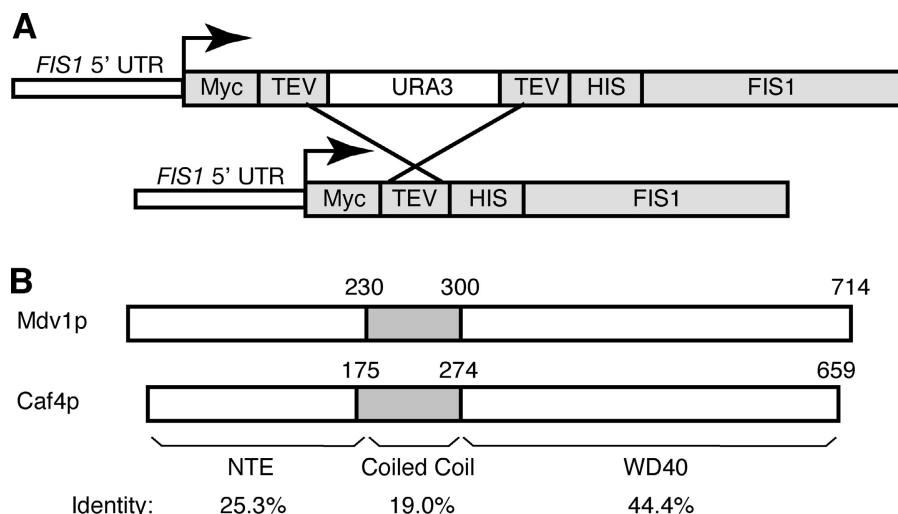 A
FIS1 5’ UTR
Myc TEV URA3 TEV HIS FIS1
FIS1 5’ UTR
Myc TEV HIS FIS1
B
230 300 714
Mdv1p
175 274 659
Caf4p
NTE Coiled Coil WD40
Identity: 25.3% 19.0% 44.4%